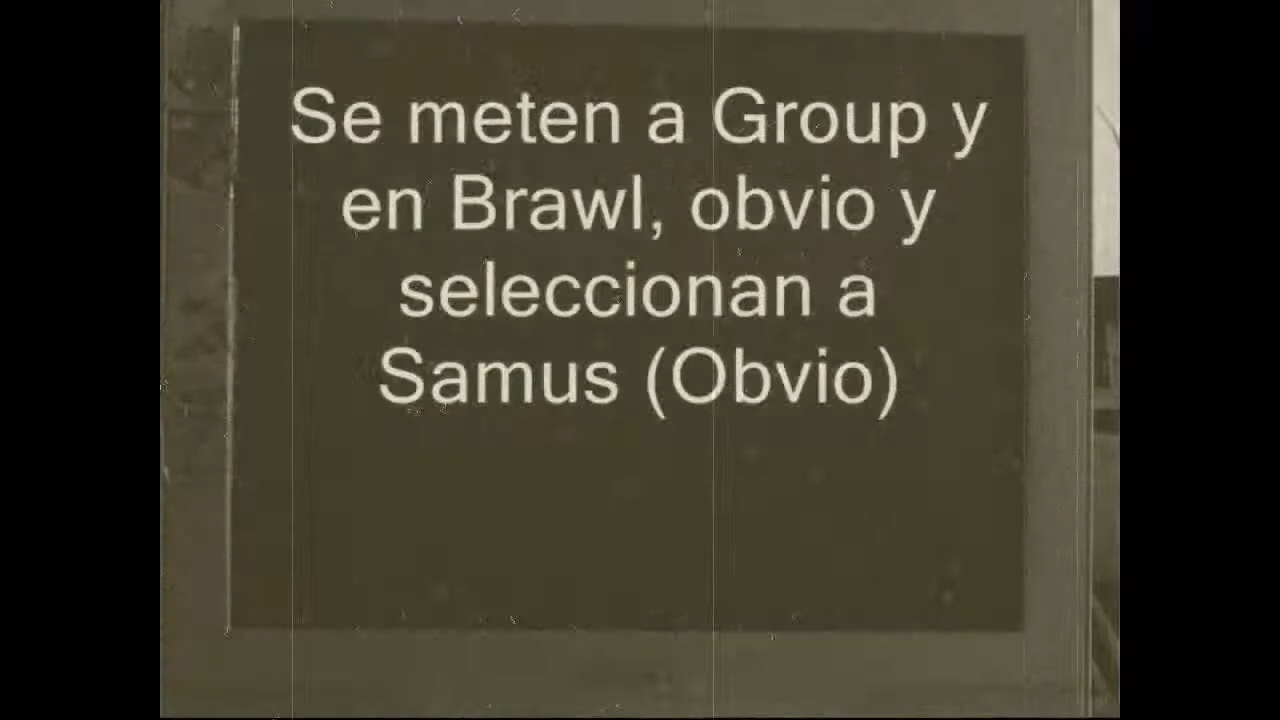 Se meten a Group y
en Brawl, obvio y
seleccionan a
Samus (Obvio)